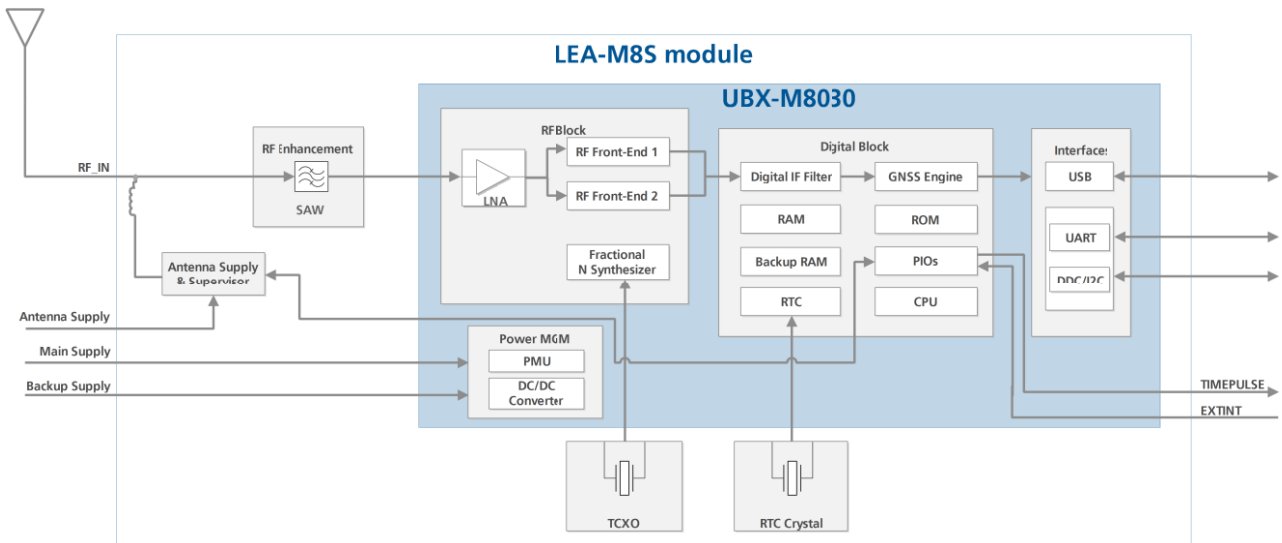 LEA-M8S module
UBX-M8030
RF_IN
RF Enhancement
SAW
RFBlock
LNA
RF Front-End 1
RF Front-End 2
Fractional
N Synthesizer
Digital Block
Digital IF Filter
GNSS Engine
RAM
ROM
Backup RAM
PIOs
RTC
CPU
Interfaces
USB
UART
DDC/I2C
Antenna Supply
& Supervisor
Antenna Supply
Main Supply
Backup Supply
Power MGM
PMU
DC/DC
Converter
TIMEPULSE
EXTINT
TCXO
RTC Crystal